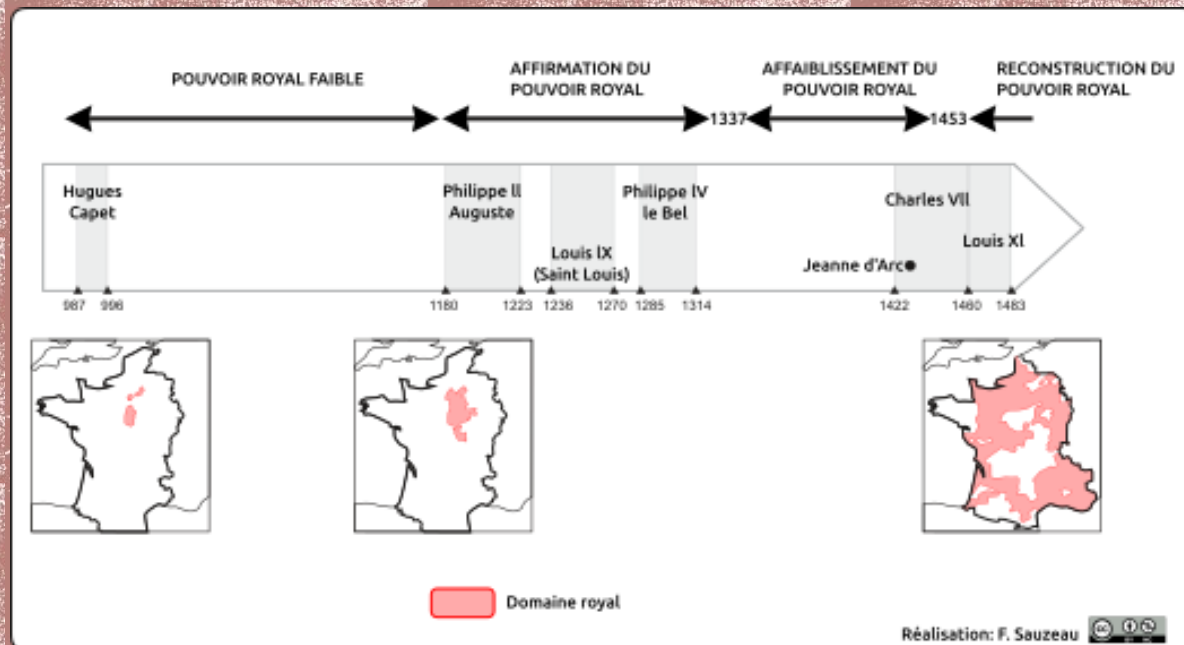 POUVOIR ROYAL FAIBLE
AFFIRMATION DU
POUVOIR ROYAL
AFFAIBLISSEMENT DU
POUVOIR ROYAL
RECONSTRUCTION DU
POUVOIR ROYAL
1337
1453
Hugues
Capet
Philippe II
Auguste
Louis IX
(Saint Louis)
Philippe IV
le Bel
Charles VII
Louis XI
Jeanne d'Arc
987
996
1180
1223
1236
1270
1285
1314
1422
1460
1483
Domaine royal
Réalisation: F. Sauzeau